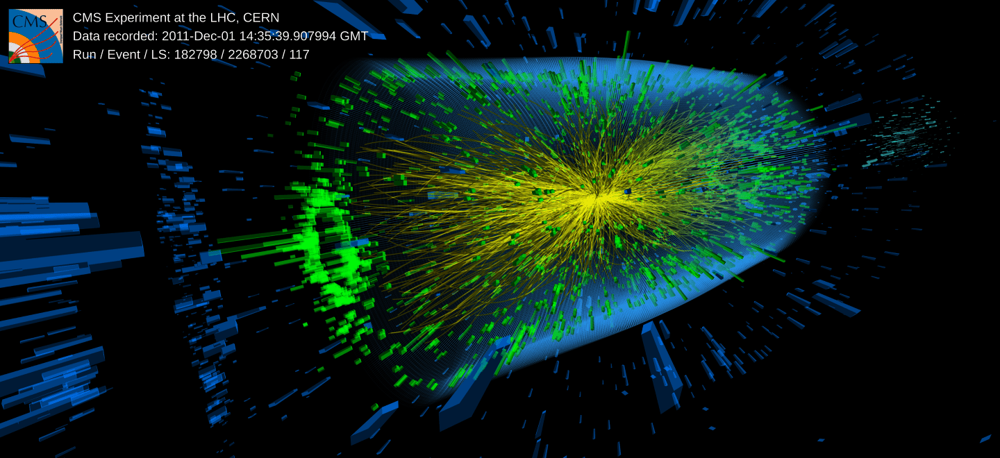 CMS
CMS Experiment at the LHC, CERN
Data recorded: 2011-Dec-01 14:35:39.907994 GMT
Run / Event / LS: 182798 / 2268703 / 117